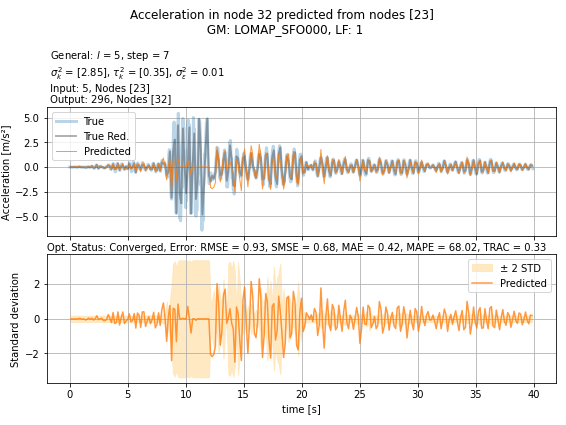 Acceleration in node 32 predicted from nodes [23]
GM: LOMAP_SFO000, LF: 1
General: l = 5, step = 7
σ²ₖ = [2.85], τ²ₖ = [0.35], σ²ε = 0.01
Input: 5, Nodes [23]
Output: 296, Nodes [32]
Acceleration [m/s²]
5.0
2.5
0.0
−2.5
−5.0
True
True Red.
Predicted
Opt. Status: Converged, Error: RMSE = 0.93, SMSE = 0.68, MAE = 0.42, MAPE = 68.02, TRAC = 0.33
Standard deviation
2
0
−2
± 2 STD
Predicted
0
5
10
15
20
25
30
35
40
time [s]